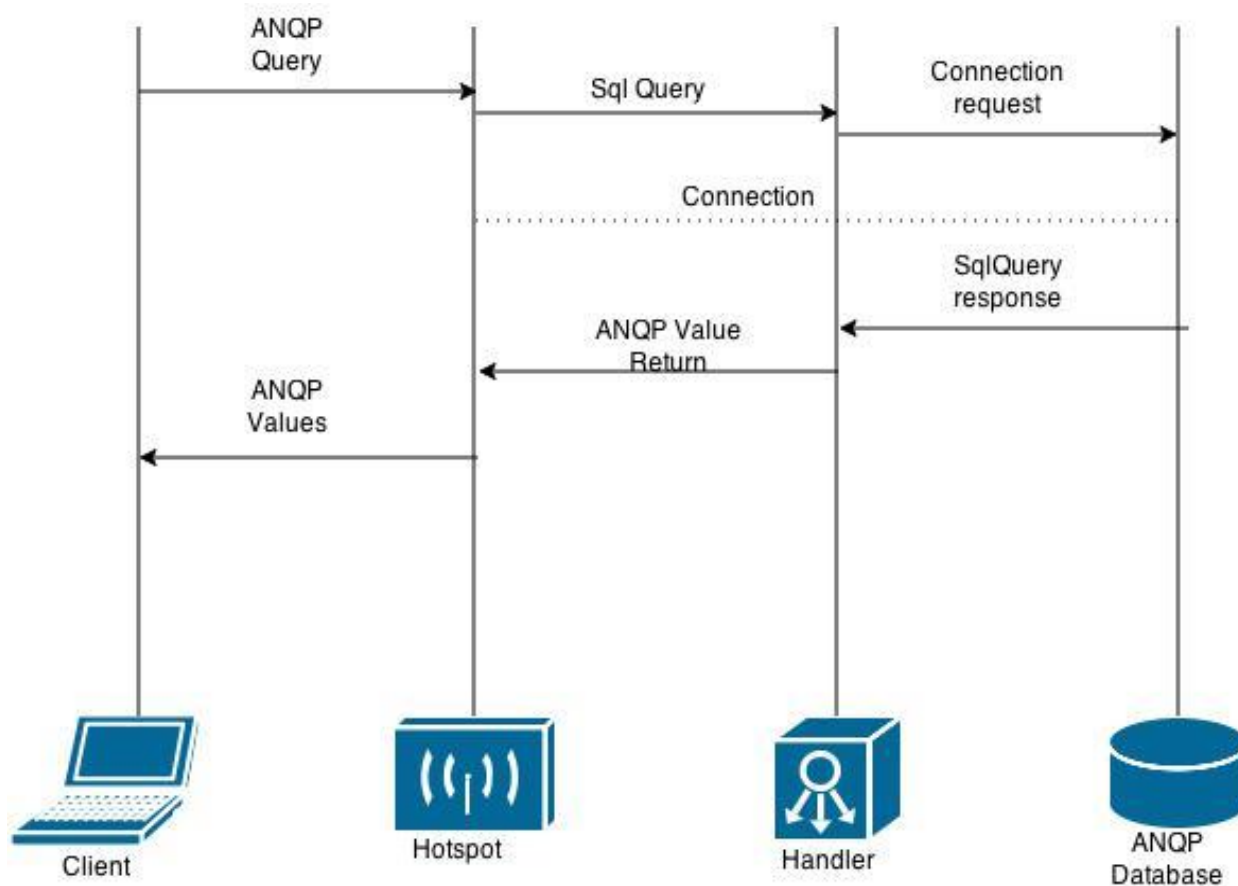 ANQP
Query
Sql Query
Connection
request
Connection
SqlQuery
response
ANQP Value
Return
ANQP
Values
Client
Hotspot
Handler
ANQP
Database